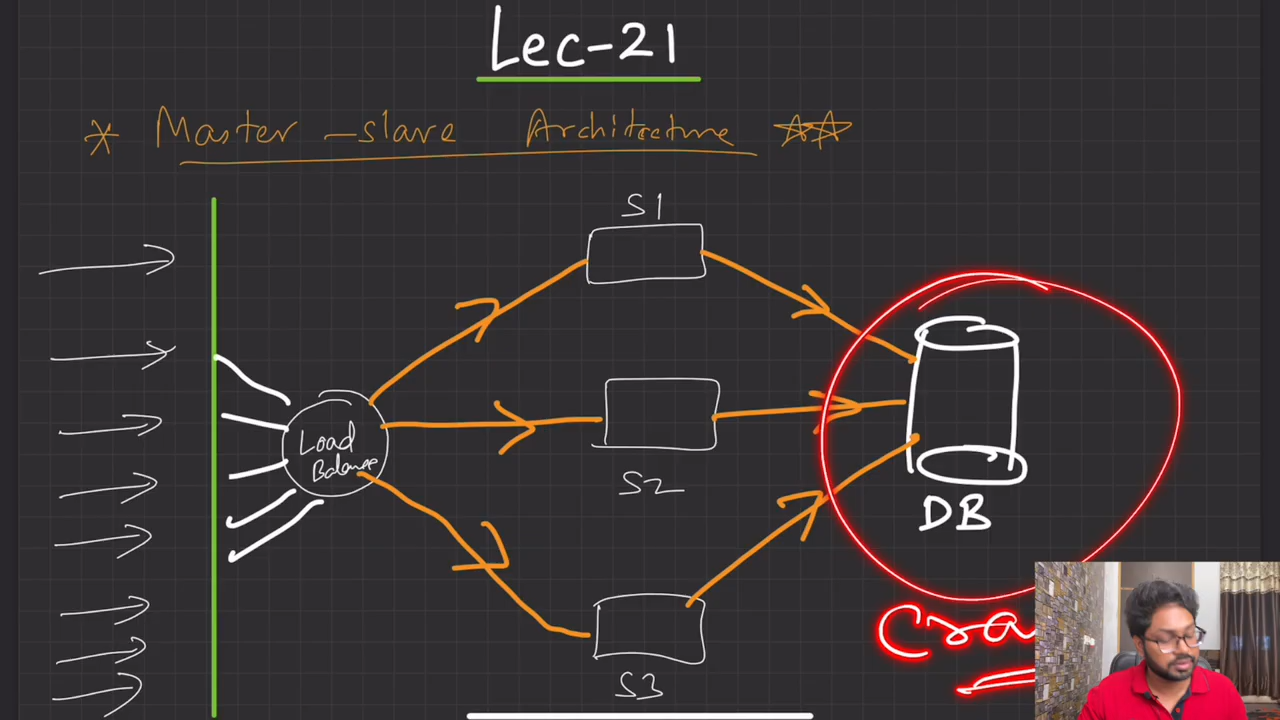 Lec-21
* Master-slave Architecture
S1
Load
Balancer
S2
DB
S3